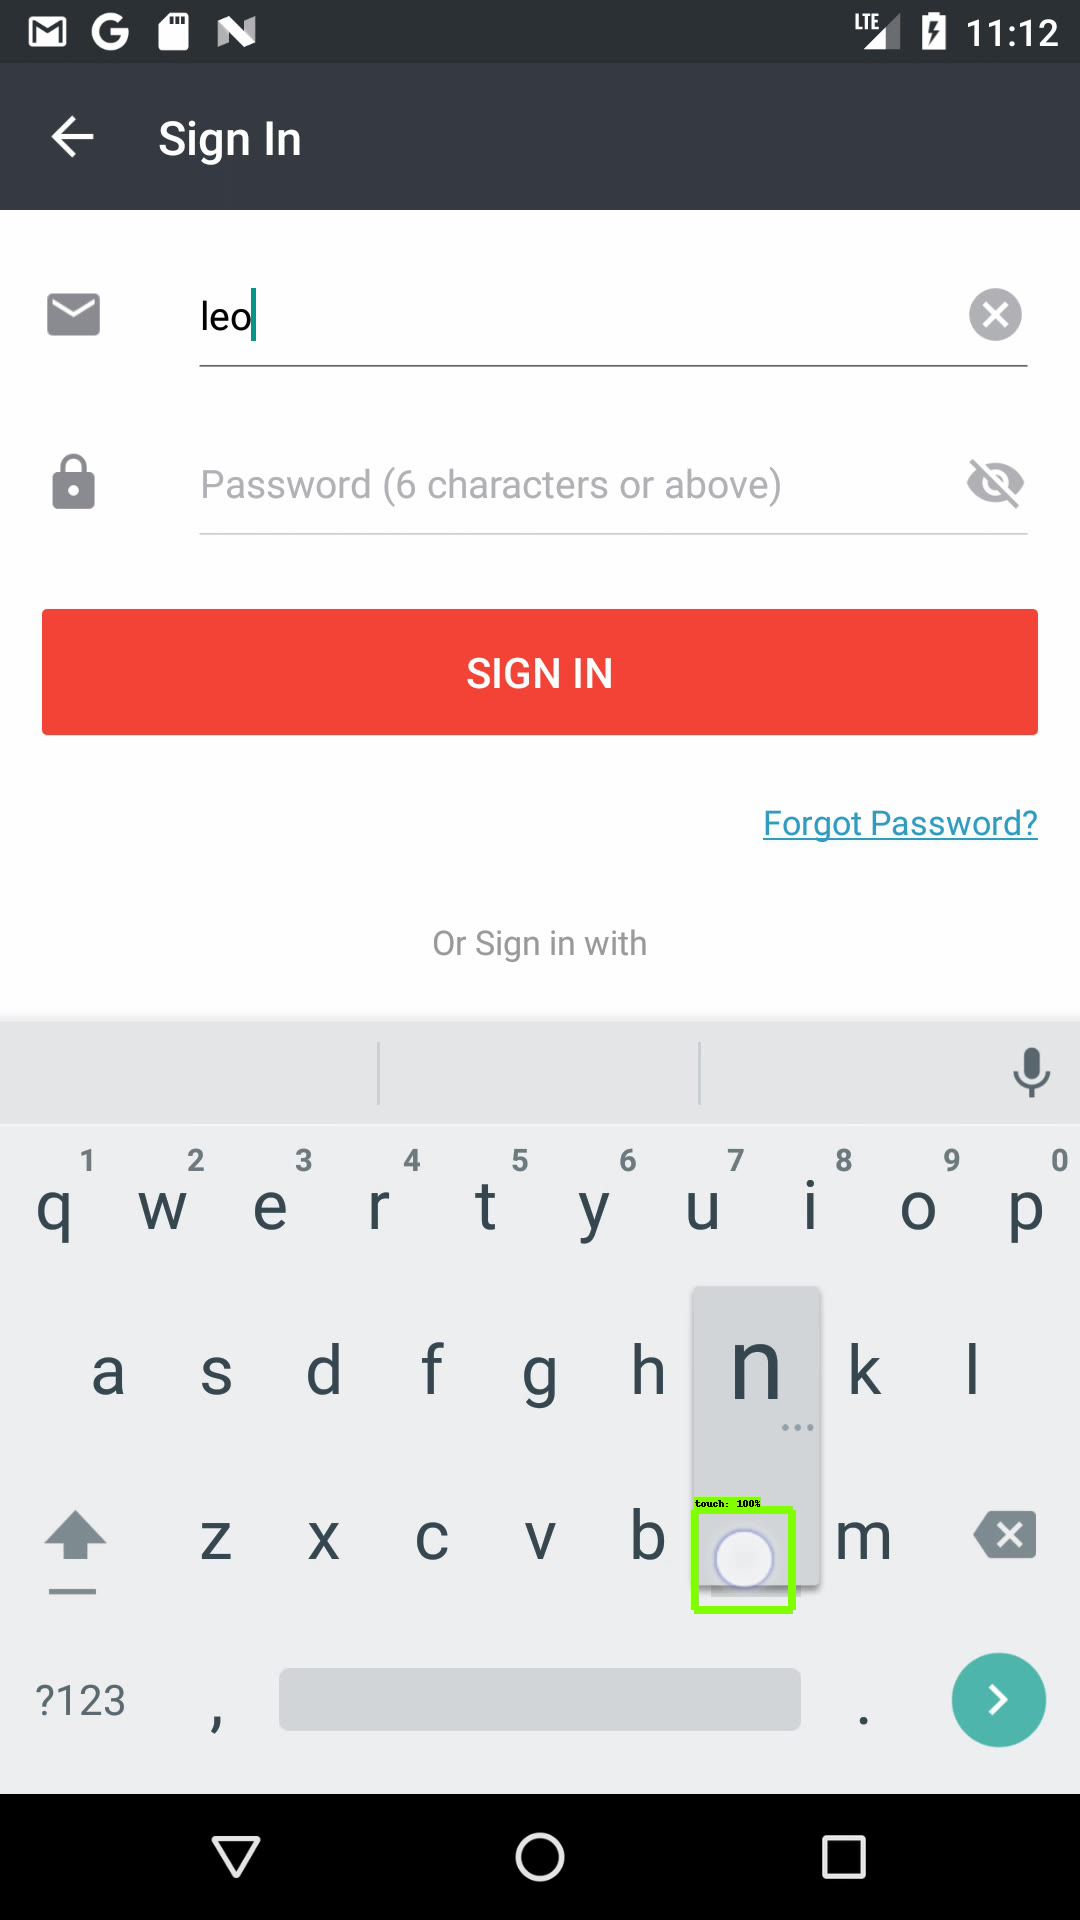 LTE 11:12
Sign In
leo
Password (6 characters or above)
SIGN IN
Forgot Password?
Or Sign in with
1 2 3 4 5 6 7 8 9 0
q w e r t y u i o p
a s d f g h n k l
touch: 100%
z x c v b m
?123 , .